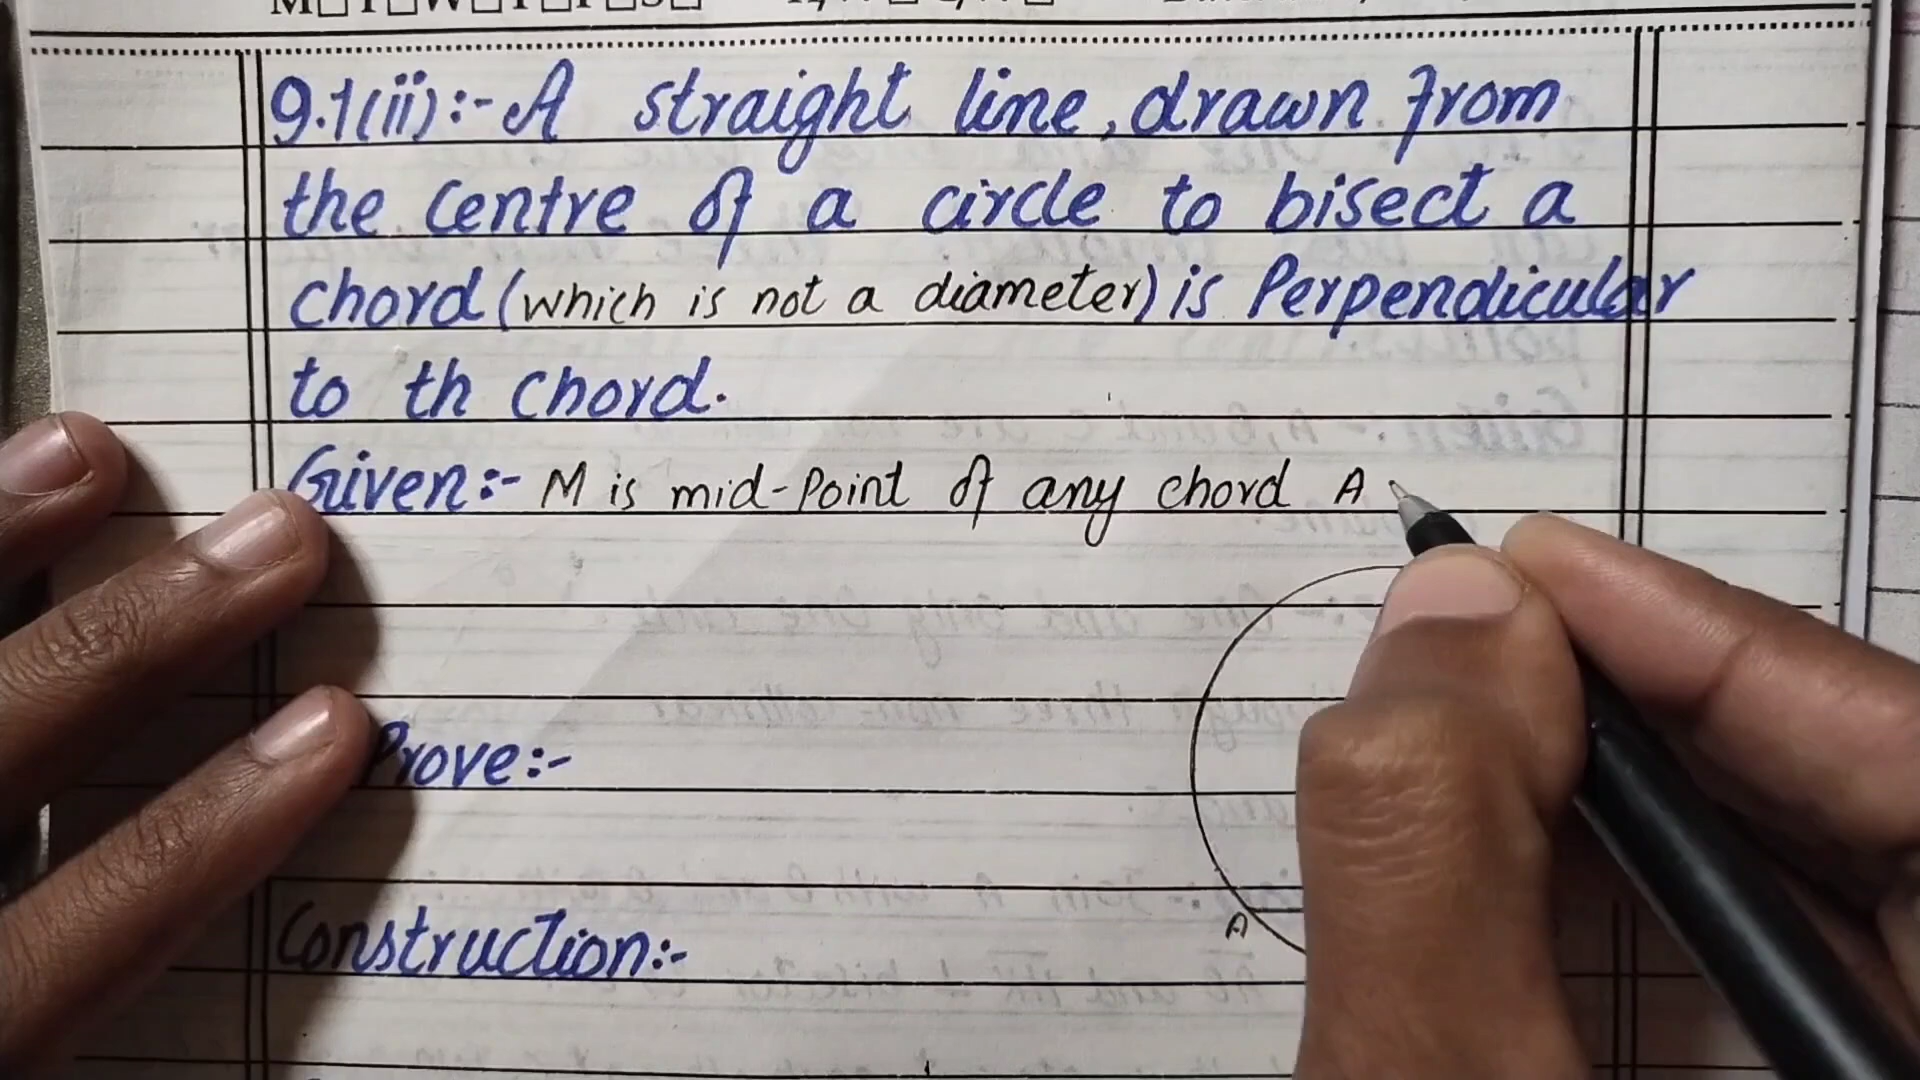 9.1(ii):- A straight line, drawn from
the centre of a circle to bisect a
chord (which is not a diameter) is Perpendicular
to th chord.
Given:- M is mid-Point of any chord A
Prove:-
A
Construction:-